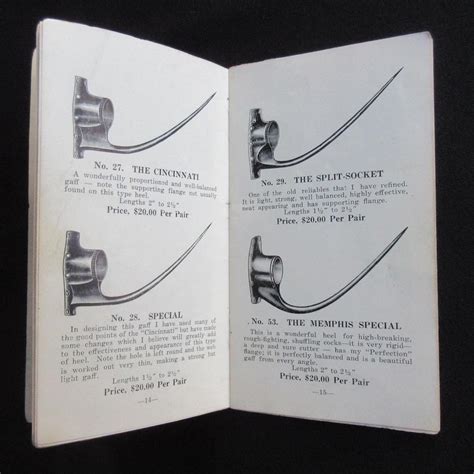 No. 27. THE CINCINNATI
A wonderfully proportioned and well-balanced
gaff — note the supporting flange not usually
found on this type heel.
Lengths 2" to 2½"
Price, $20.00 Per Pair
No. 28. SPECIAL
In designing this gaff I have used many of
the good points of the "Cincinnati" but have made
some changes which I believe will greatly add
to the effectiveness and appearance of this type
of heel. Note the hole is left round and the web
is worked out very thin, making a strong but
light gaff.
Lengths 1½" to 2½"
Price, $20.00 Per Pair
—14—
No. 29. THE SPLIT-SOCKET
One of the old reliables that I have refined.
It is light, strong, well balanced, highly effective,
neat appearing and has supporting flange.
Lengths 1½" to 2½"
Price, $20.00 Per Pair
No. 53. THE MEMPHIS SPECIAL
This is a wonderful heel for high-breaking,
rough-fighting, shuffling cocks—it is very rigid—
a deep and sure cutter — has my "Perfection"
flange; it is perfectly balanced and is a beautiful
gaff from every angle.
Lengths 1½" to 2½"
Price, $20.00 Per Pair
—15—